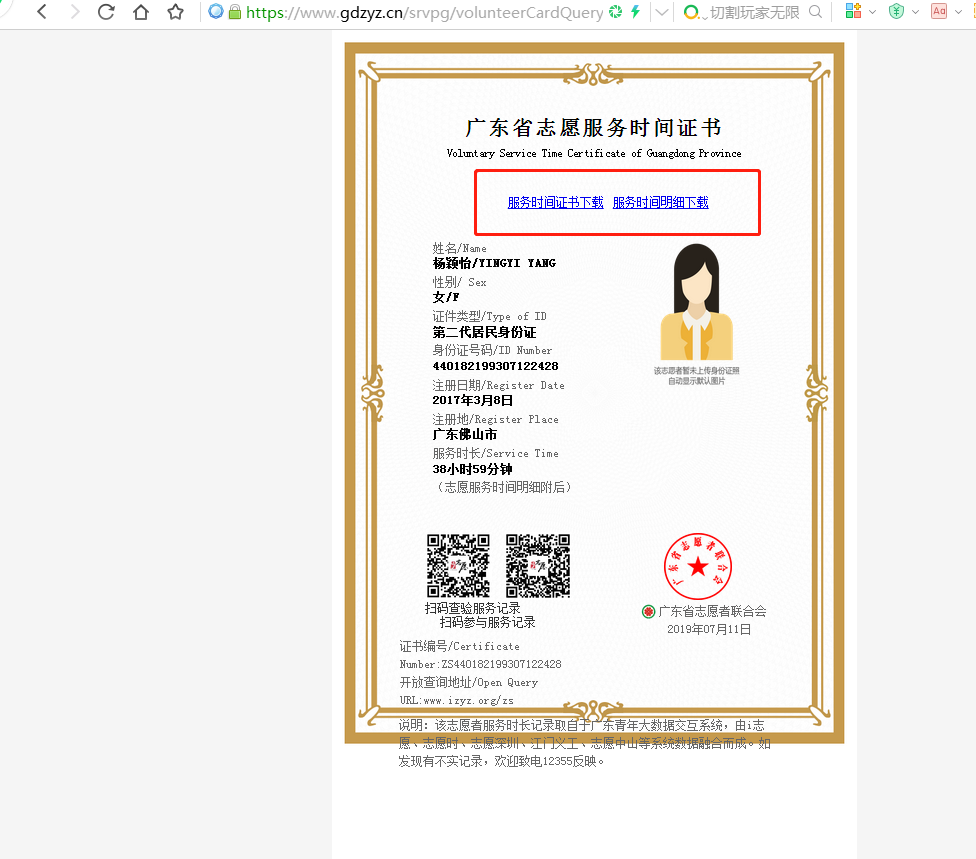 https://www.gdzyz.cn/srvpg/volunteerCardQuery
切割玩家无限
广东省志愿服务时间证书
Voluntary Service Time Certificate of Guangdong Province
服务时间证书下载 服务时间明细下载
姓名/Name
杨颖怡/YINGYI YANG
性别/ Sex
女/F
证件类型/Type of ID
第二代居民身份证
身份证号码/ID Number
440182199307122428
注册日期/Register Date
2017年3月8日
注册地/Register Place
广东佛山市
服务时长/Service Time
38小时59分钟
（志愿服务时间明细附后）
该志愿者暂未上传身份证照
自动显示默认图片
扫码查验服务记录
扫码参与服务记录
广东省志愿者联合会
广东省志愿者联合会
2019年07月11日
证书编号/Certificate
Number:ZS440182199307122428
开放查询地址/Open Query
URL:www.izyz.org/zs
说明：该志愿者服务时长记录取自于广东青年大数据交互系统，由i志
愿、志愿时、志愿深圳、江门义工、志愿中山等系统数据融合而成。如
发现有不实记录，欢迎致电12355反映。